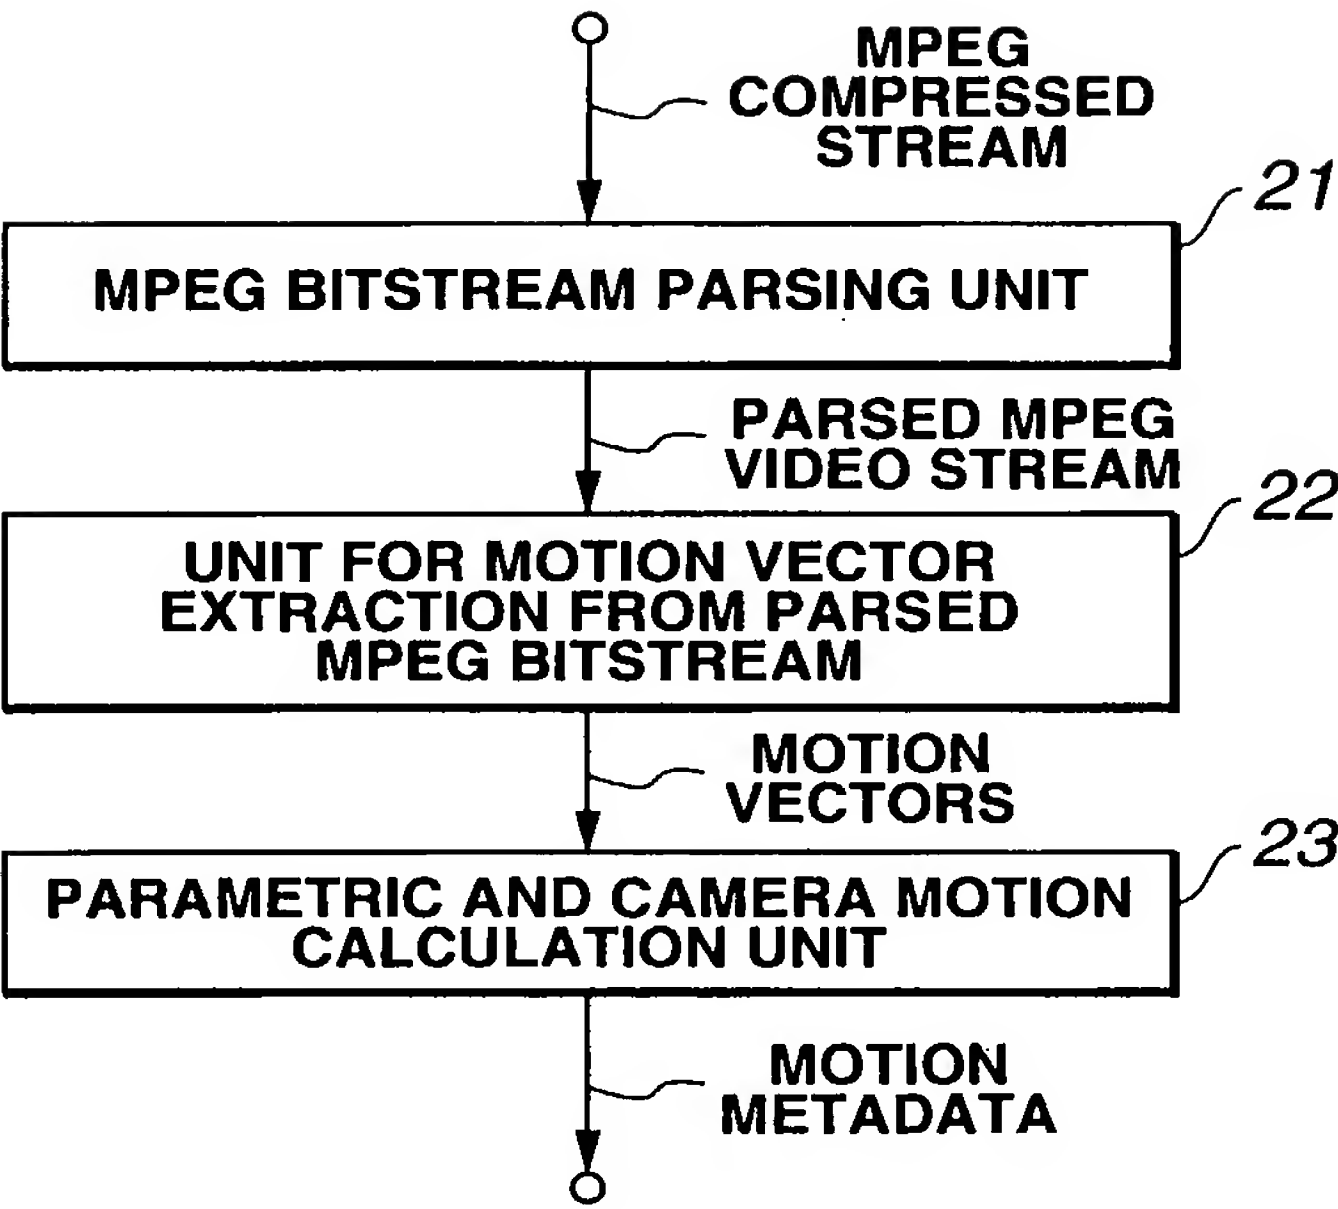 MPEG
COMPRESSED
STREAM
21
MPEG BITSTREAM PARSING UNIT
PARSED MPEG
VIDEO STREAM
22
UNIT FOR MOTION VECTOR
EXTRACTION FROM PARSED
MPEG BITSTREAM
MOTION
VECTORS
23
PARAMETRIC AND CAMERA MOTION
CALCULATION UNIT
MOTION
METADATA